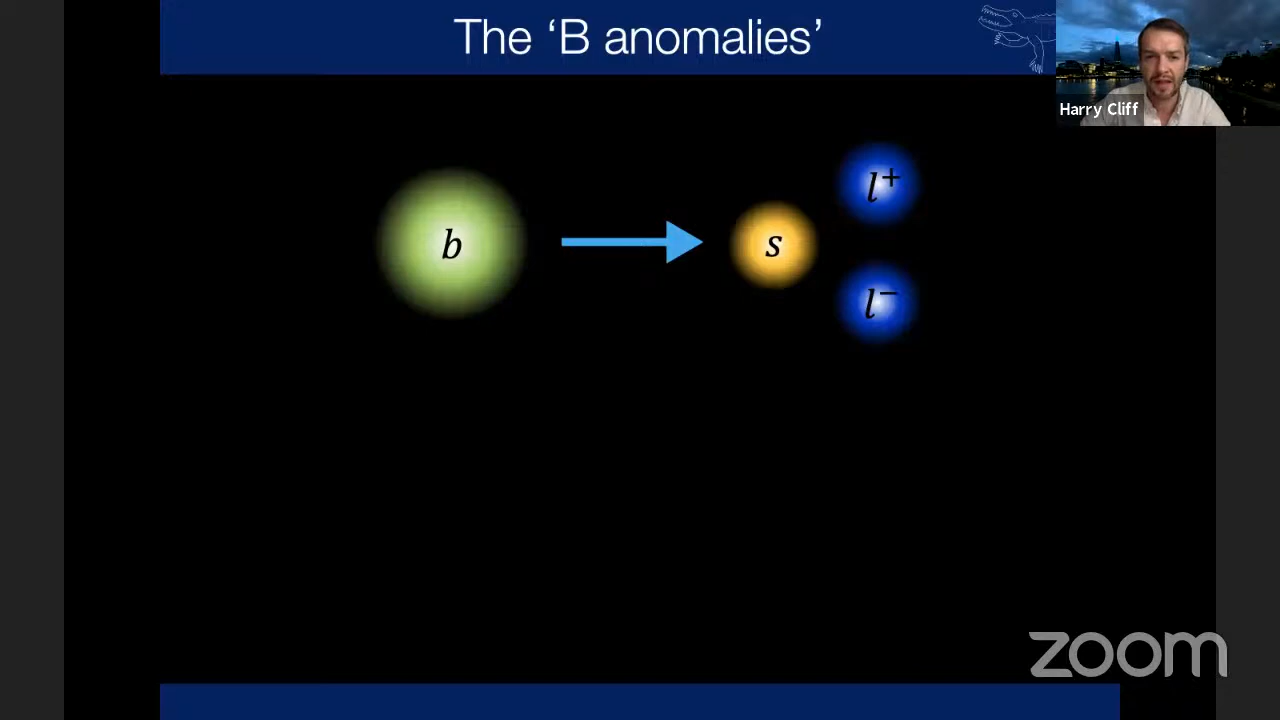 The ‘B anomalies’
Harry Cliff
b
s
l+
l−
zoom